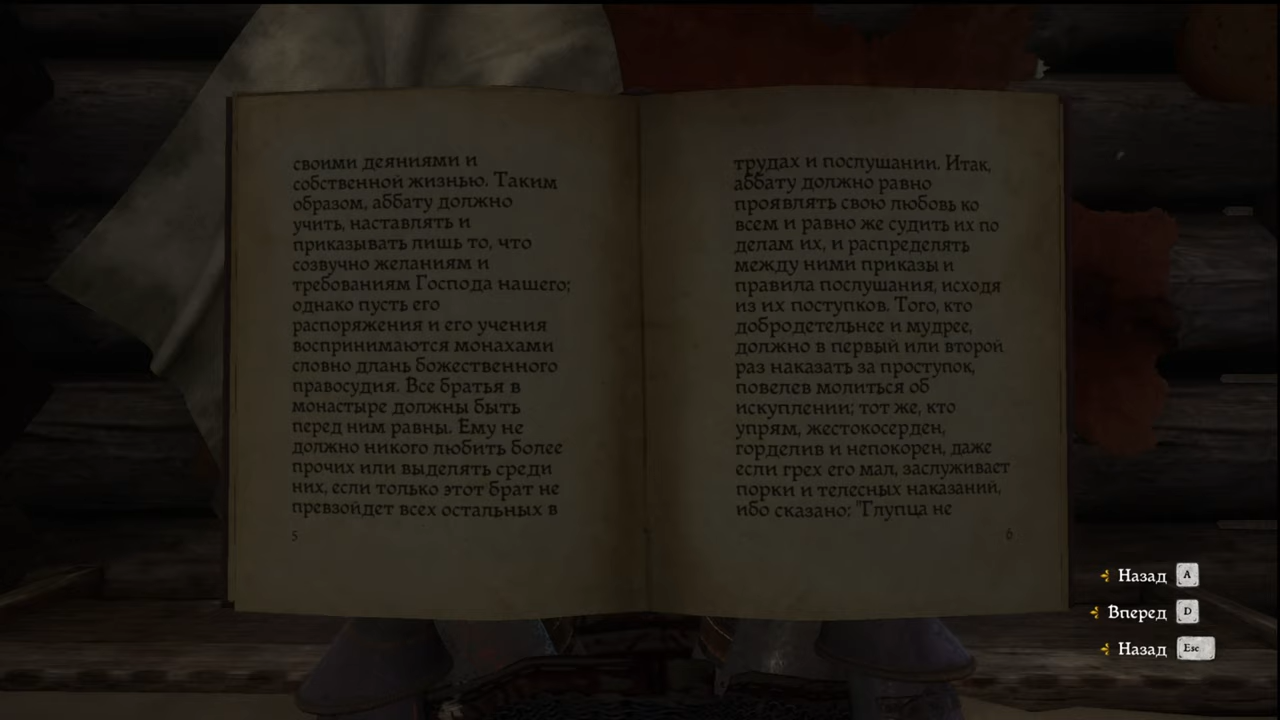 своими деяниями и
собственной жизнью. Таким
образом, аббату должно
учить, наставлять и
приказывать лишь то, что
созвучно желаниям и
требованиям Господа нашего;
однако пусть его
распоряжения и его учения
воспринимаются монахами
словно длань божественного
правосудия. Все братья в
монастыре должны быть
перед ним равны. Ему не
должно никого любить более
прочих или выделять среди
них, если только этот брат не
превзойдет всех остальных в
5
трудах и послушании. Итак,
аббату должно равно
проявлять свою любовь ко
всем и равно же судить их по
делам их, и распределять
между ними приказы и
правила послушания, исходя
из их поступков. Того, кто
добродетельнее и мудрее,
должно в первый или второй
раз наказать за проступок,
повелев молиться об
искуплении; тот же, кто
упрям, жестокосерден,
горделив и непокорен, даже
если грех его мал, заслуживает
порки и телесных наказаний,
ибо сказано: "Глупца не
6
Назад A
Вперед D
Назад Esc